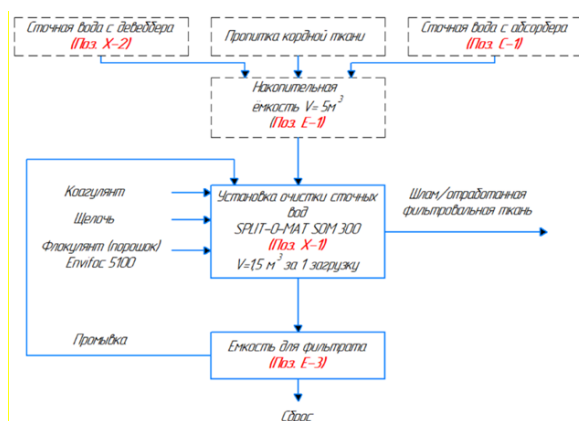 Сточная вода с девеббера
(Поз. X-2)
Пропитка кордной ткани
Сточная вода с абсорбера
(Поз. С-1)
Накопительная
ёмкость V= 5м³
(Поз. Е-1)
Коагулянт
Щелочь
Флокулянт (порошок)
Envifloc 5100
Установка очистки сточных
вод
SPLIT-O-MAT SOM 300
(Поз. X-1)
V=1,5 м³ за 1 загрузку
Шлам/отработанная
фильтровальная ткань
Промывка
Емкость для фильтрата
(Поз. Е-3)
Сброс